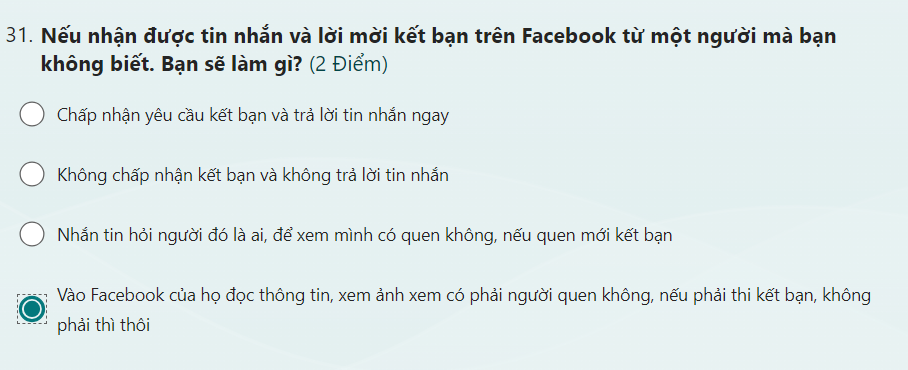 31. Nếu nhận được tin nhắn và lời mời kết bạn trên Facebook từ một người mà bạn
không biết. Bạn sẽ làm gì? (2 Điểm)
Chấp nhận yêu cầu kết bạn và trả lời tin nhắn ngay
Không chấp nhận kết bạn và không trả lời tin nhắn
Nhắn tin hỏi người đó là ai, để xem mình có quen không, nếu quen mới kết bạn
Vào Facebook của họ đọc thông tin, xem ảnh xem có phải người quen không, nếu phải thi kết bạn, không
phải thì thôi